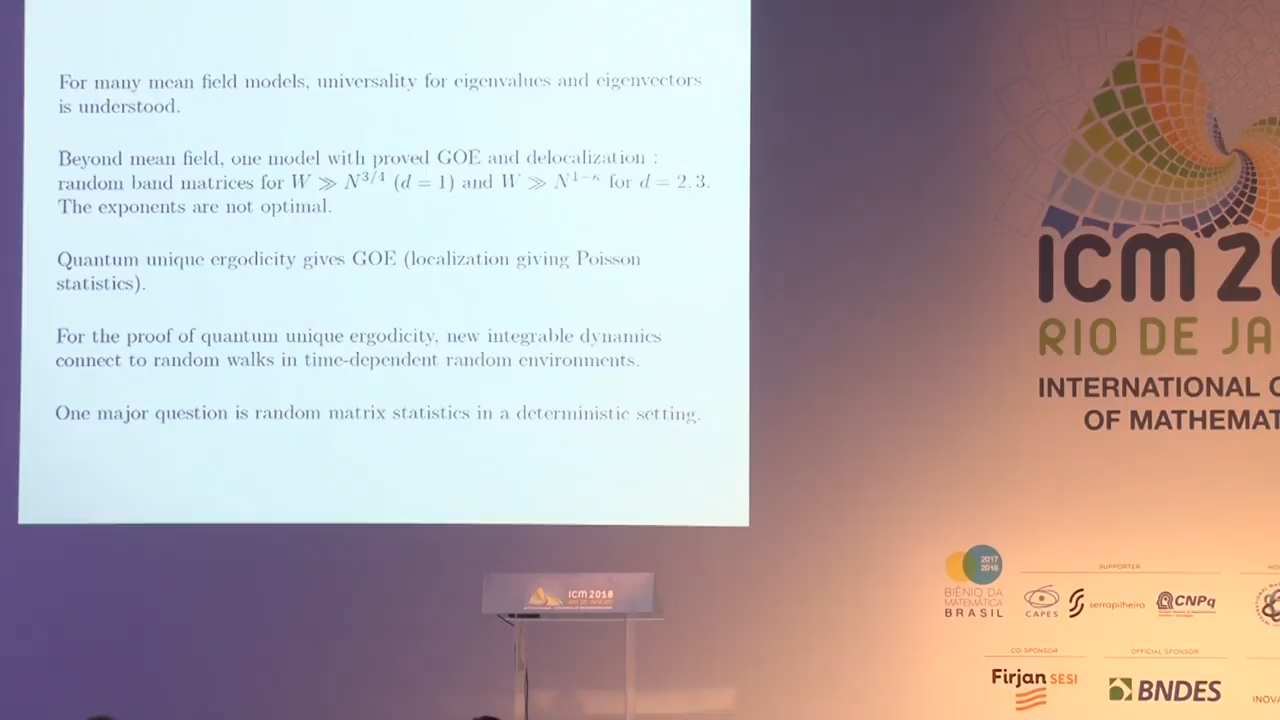 For many mean field models, universality for eigenvalues and eigenvectors
is understood.
Beyond mean field, one model with proved GOE and delocalization :
random band matrices for W ≫ N^{3/4} (d = 1) and W ≫ N^{1−κ} for d = 2, 3.
The exponents are not optimal.
Quantum unique ergodicity gives GOE (localization giving Poisson
statistics).
For the proof of quantum unique ergodicity, new integrable dynamics
connect to random walks in time-dependent random environments.
One major question is random matrix statistics in a deterministic setting.
ICM 20
RIO DE JA
INTERNATIONAL C
OF MATHEMAT
ICM 2018
RIO DE JANEIRO
2017
2018
BIÊNIO DA
MATEMÁTICA
BRASIL
SUPPORTER
CAPES
serrapilheira
CNPq
HO
CO-SPONSOR
Firjan SESI
OFFICIAL SPONSOR
BNDES
INOVA